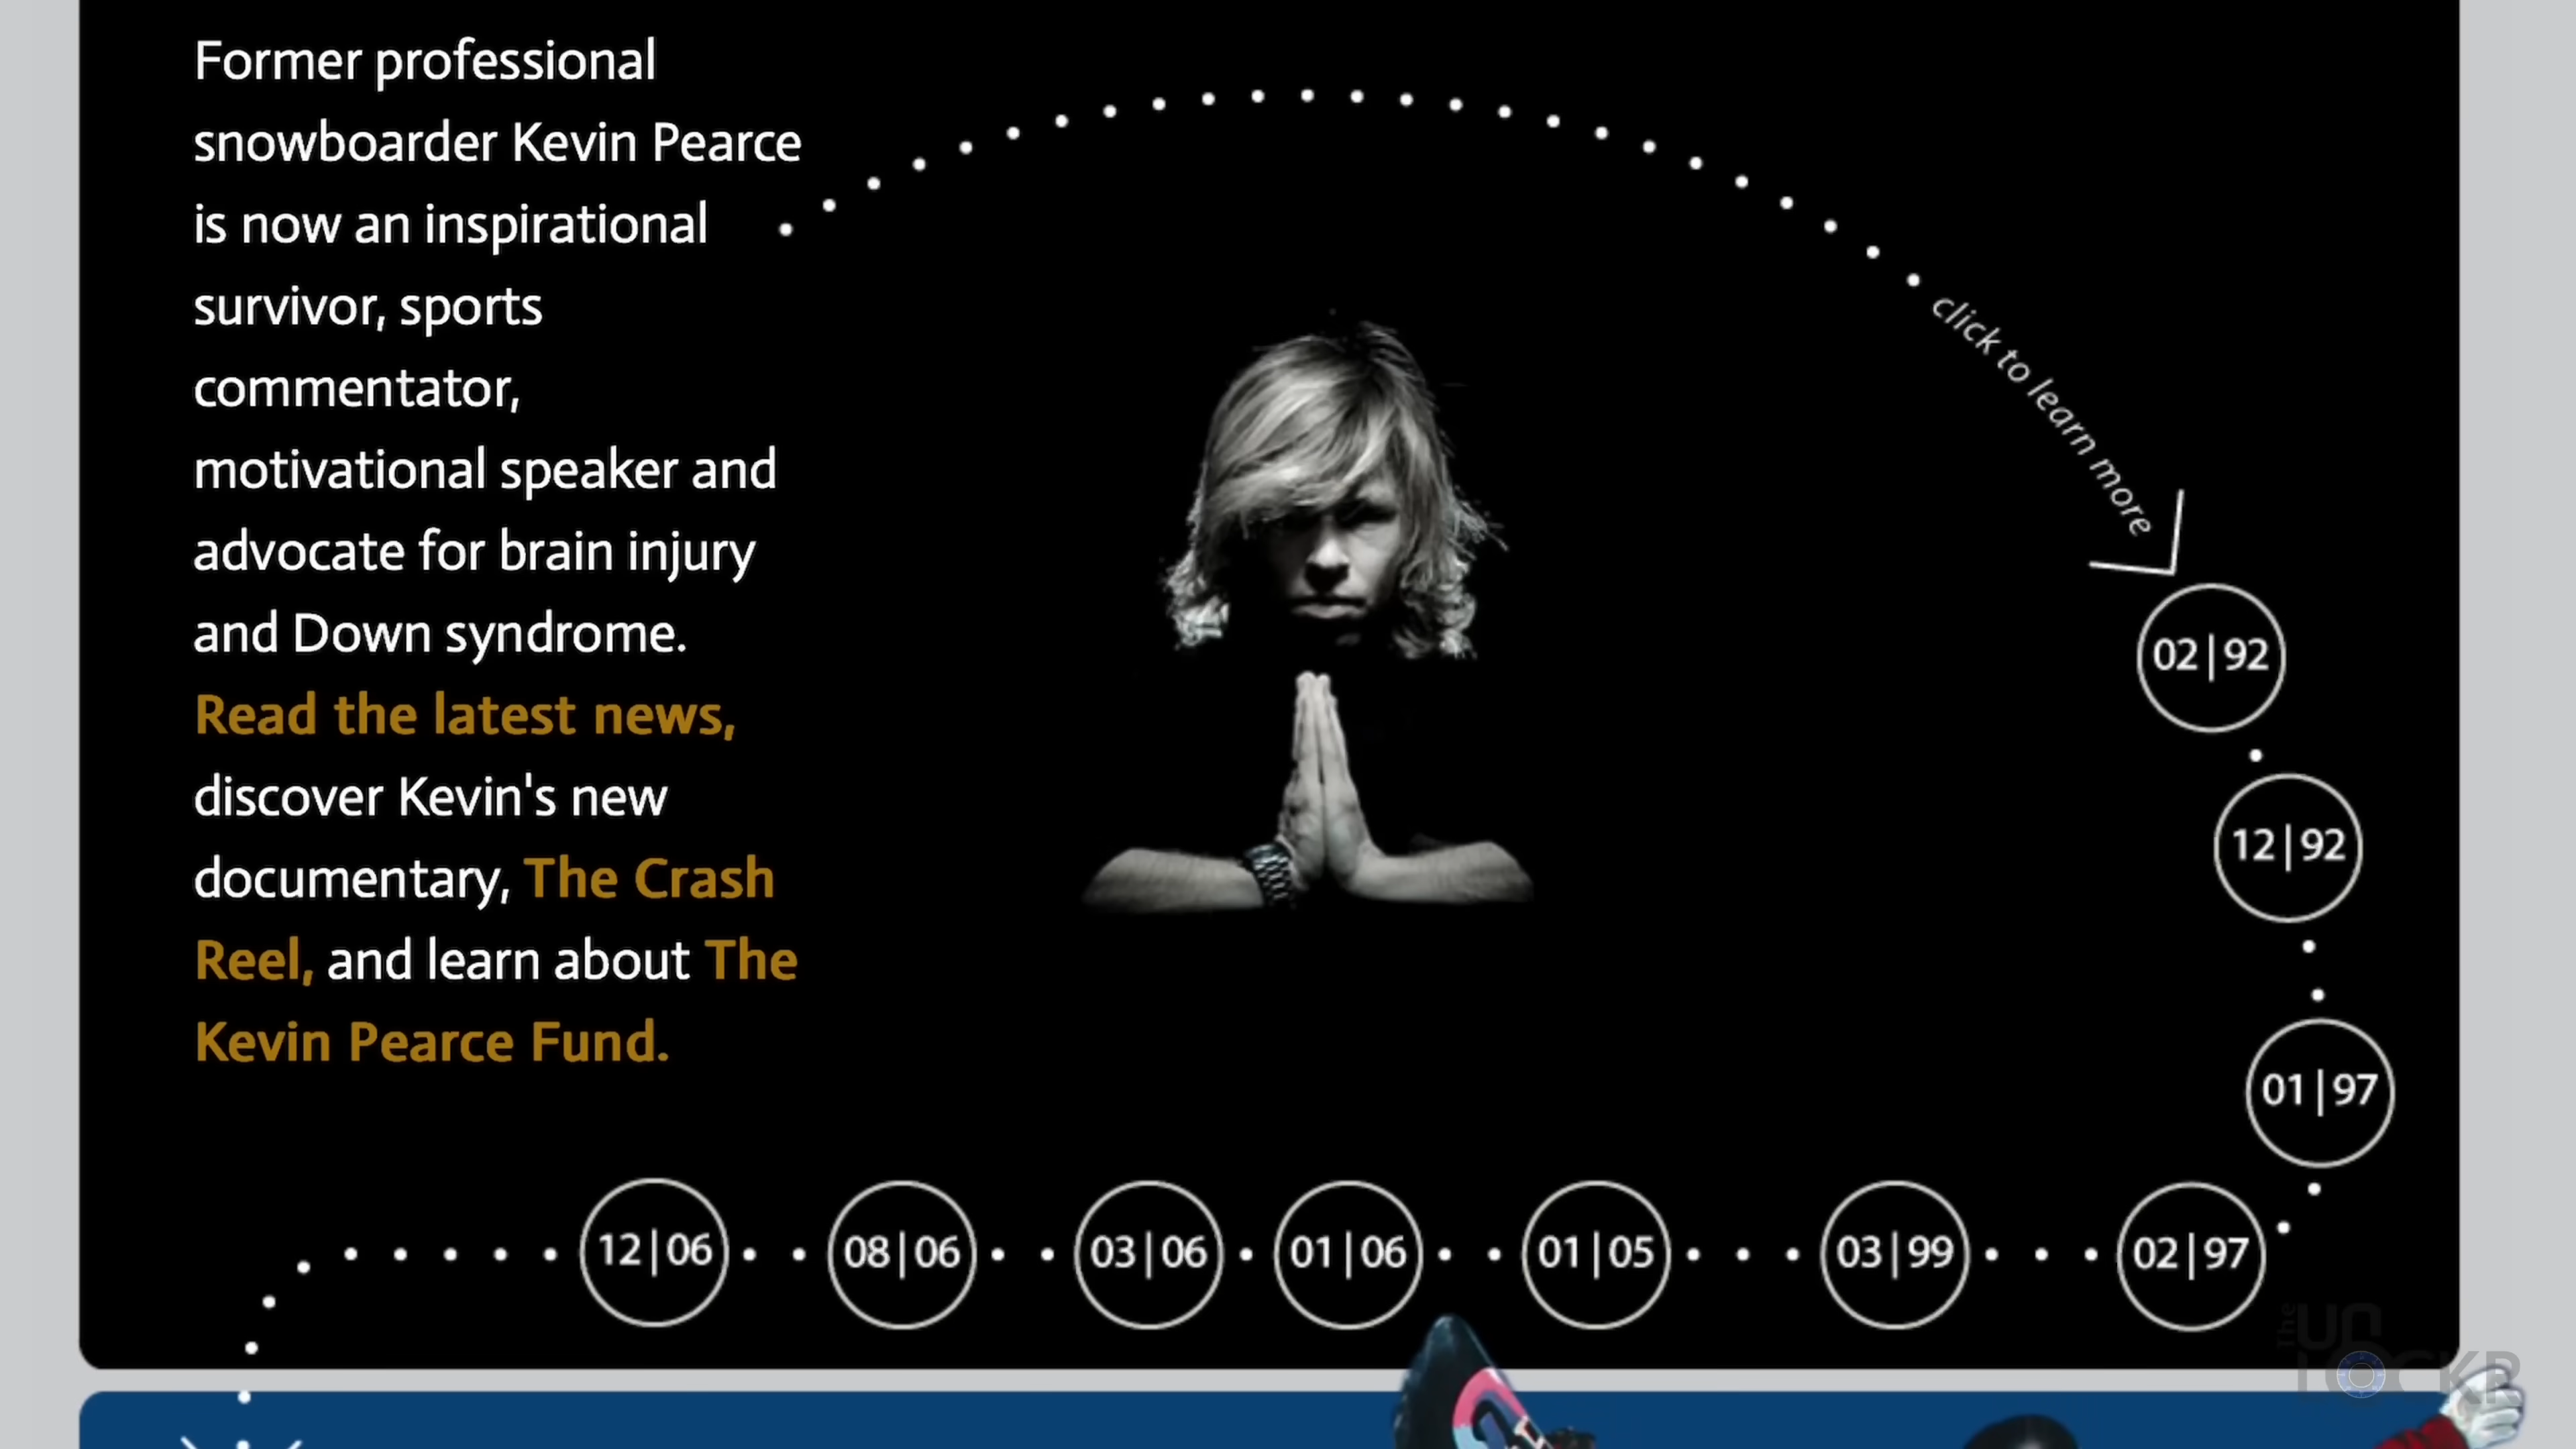 Former professional
snowboarder Kevin Pearce
is now an inspirational
survivor, sports
commentator,
motivational speaker and
advocate for brain injury
and Down syndrome.
Read the latest news,
discover Kevin's new
documentary, The Crash
Reel, and learn about The
Kevin Pearce Fund.
click to learn more
02|92
12|92
01|97
12|06 08|06 03|06 01|06 01|05 03|99 02|97
The
UN
LOCKR